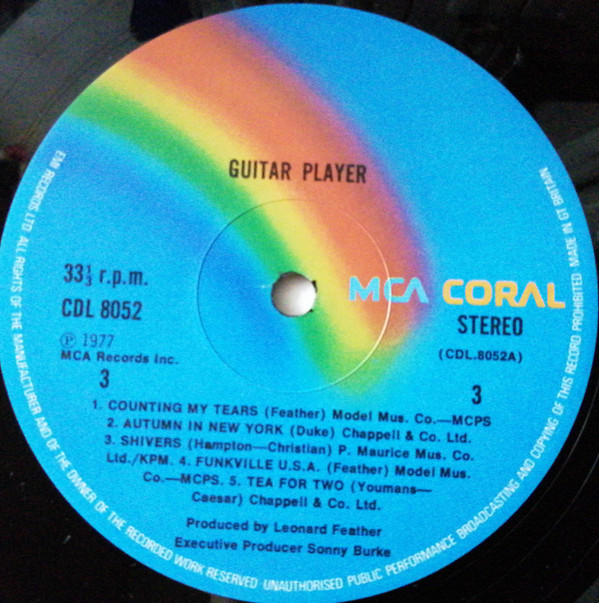 GUITAR PLAYER
33⅓ r.p.m.
CDL 8052
℗ 1977
MCA Records Inc.
MCA CORAL
STEREO
(CDL.8052A)
3
3
1. COUNTING MY TEARS (Feather) Model Mus. Co.—MCPS
2. AUTUMN IN NEW YORK (Duke) Chappell & Co. Ltd.
3. SHIVERS (Hampton—Christian) P. Maurice Mus. Co.
Ltd./KPM. 4. FUNKVILLE U.S.A. (Feather) Model Mus.
Co.—MCPS. 5. TEA FOR TWO (Youmans—
Caesar) Chappell & Co. Ltd.
Produced by Leonard Feather
Executive Producer Sonny Burke
EMI RECORDS LTD ALL RIGHTS OF THE MANUFACTURER AND OF THE OWNER OF THE RECORDED WORK RESERVED UNAUTHORISED PUBLIC PERFORMANCE BROADCASTING AND COPYING OF THIS RECORD PROHIBITED MADE IN GT BRITAIN